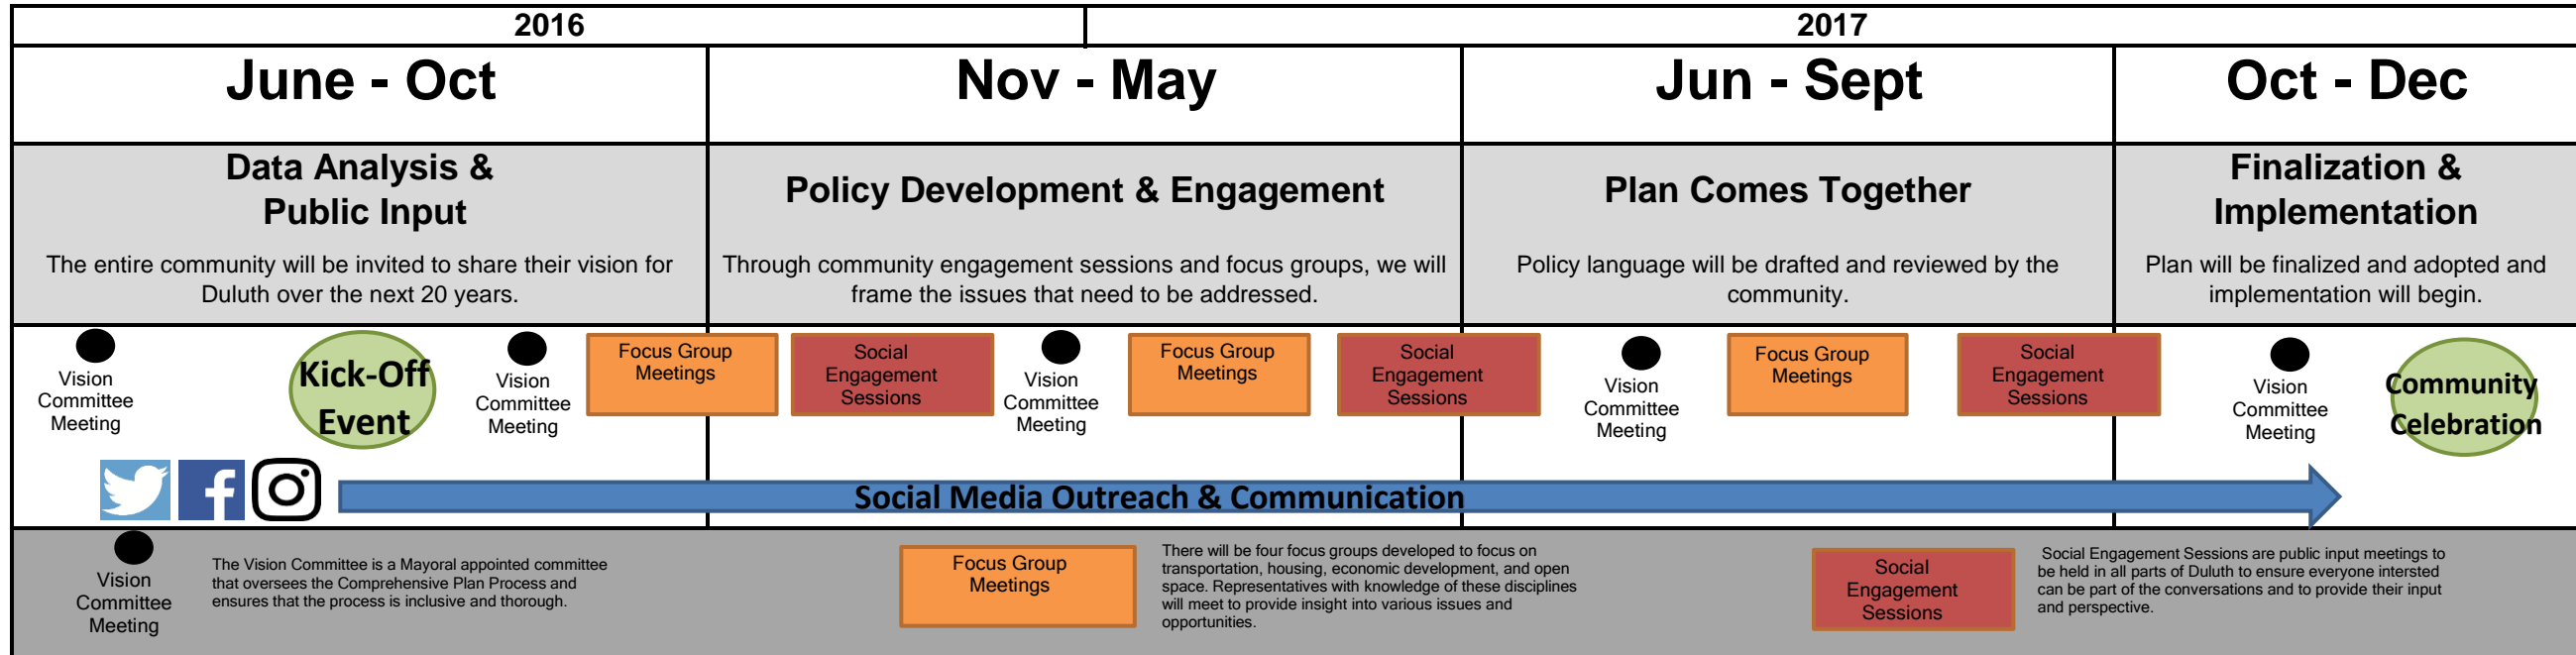 2016
2017
June - Oct
Nov - May
Jun - Sept
Oct - Dec
Data Analysis &
Public Input
The entire community will be invited to share their vision for
Duluth over the next 20 years.
Policy Development & Engagement
Through community engagement sessions and focus groups, we will
frame the issues that need to be addressed.
Plan Comes Together
Policy language will be drafted and reviewed by the
community.
Finalization &
Implementation
Plan will be finalized and adopted and
implementation will begin.
Vision
Committee
Meeting
Kick-Off
Event
Vision
Committee
Meeting
Focus Group
Meetings
Social
Engagement
Sessions
Vision
Committee
Meeting
Focus Group
Meetings
Social
Engagement
Sessions
Vision
Committee
Meeting
Focus Group
Meetings
Social
Engagement
Sessions
Vision
Committee
Meeting
Community
Celebration
Social Media Outreach & Communication
Vision
Committee
Meeting
The Vision Committee is a Mayoral appointed committee
that oversees the Comprehensive Plan Process and
ensures that the process is inclusive and thorough.
Focus Group
Meetings
There will be four focus groups developed to focus on
transportation, housing, economic development, and open
space. Representatives with knowledge of these disciplines
will meet to provide insight into various issues and
opportunities.
Social
Engagement
Sessions
Social Engagement Sessions are public input meetings to
be held in all parts of Duluth to ensure everyone intersted
can be part of the conversations and to provide their input
and perspective.